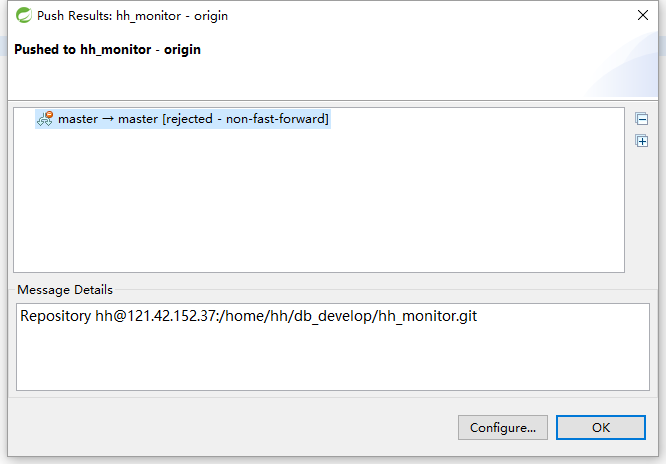 Push Results: hh_monitor - origin
Pushed to hh_monitor - origin
master → master [rejected - non-fast-forward]
Message Details
Repository hh@121.42.152.37:/home/hh/db_develop/hh_monitor.git
Configure...
OK